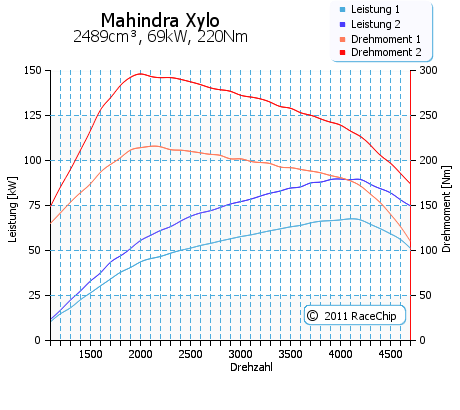 Mahindra Xylo
2489cm³, 69kW, 220Nm
Leistung 1
Leistung 2
Drehmoment 1
Drehmoment 2
150
125
100
75
50
25
0
Leistung [kW]
300
250
200
150
100
50
0
Drehmoment [Nm]
1500 2000 2500 3000 3500 4000 4500
Drehzahl
© 2011 RaceChip